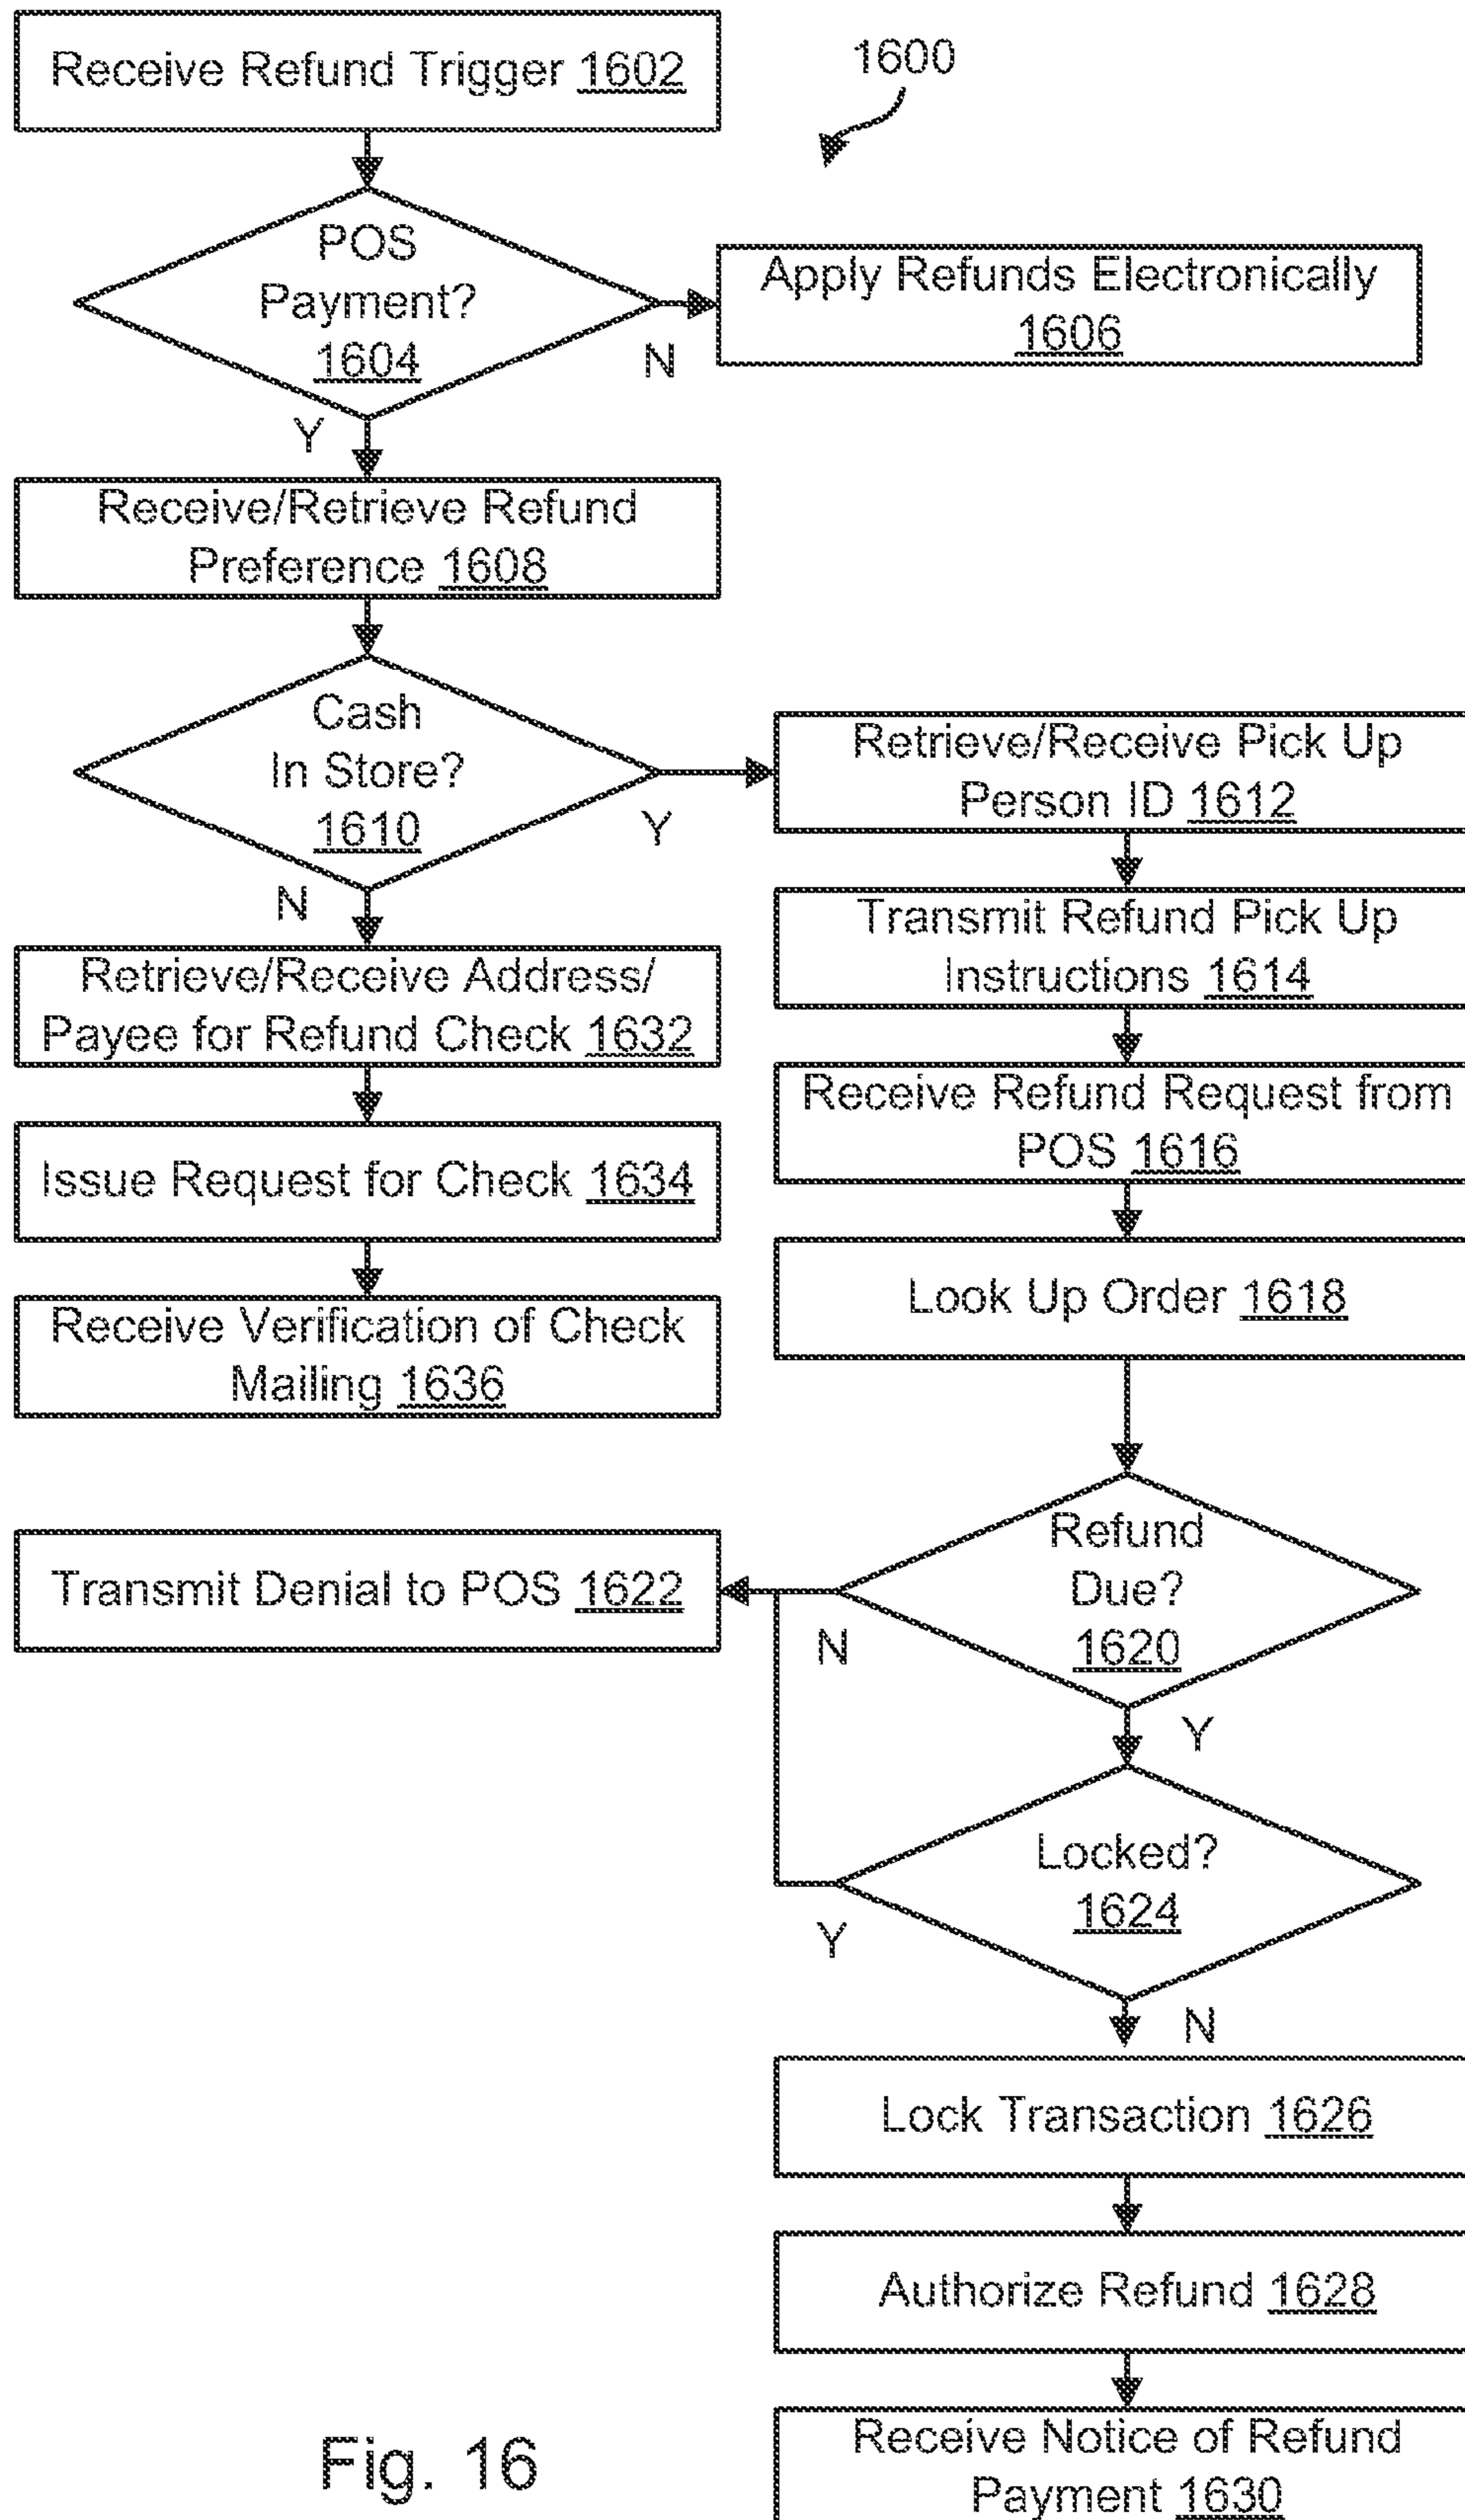 Receive Refund Trigger 1602
1600
POS
Payment?
1604
N
Y
Apply Refunds Electronically
1606
Receive/Retrieve Refund
Preference 1608
Cash
In Store?
1610
Y
N
Retrieve/Receive Pick Up
Person ID 1612
Transmit Refund Pick Up
Instructions 1614
Retrieve/Receive Address/
Payee for Refund Check 1632
Receive Refund Request from
POS 1616
Issue Request for Check 1634
Look Up Order 1618
Receive Verification of Check
Mailing 1636
Refund
Due?
1620
N
Y
Transmit Denial to POS 1622
Locked?
1624
Y
N
Lock Transaction 1626
Authorize Refund 1628
Receive Notice of Refund
Payment 1630
Fig. 16